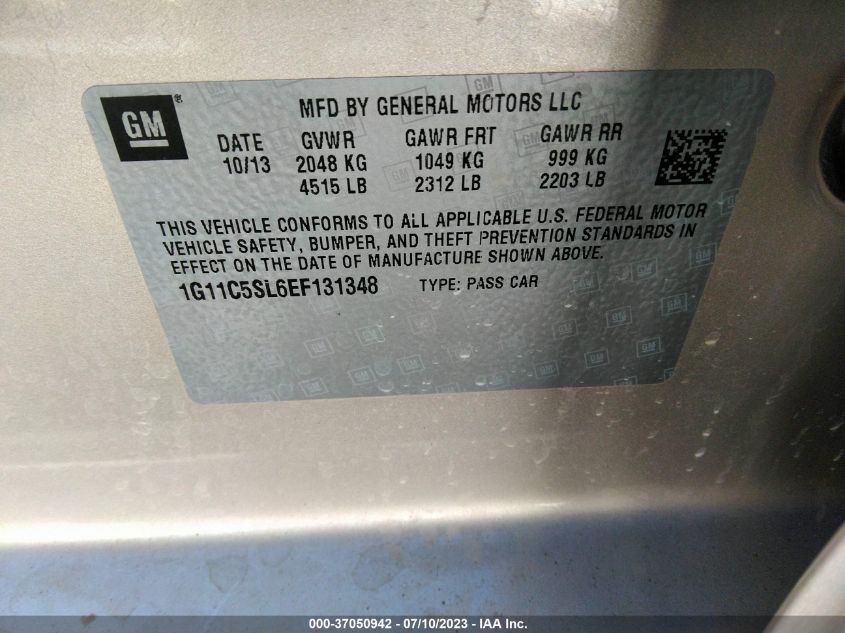 GM
MFD BY GENERAL MOTORS LLC
DATE GVWR GAWR FRT GAWR RR
10/13 2048 KG 1049 KG 999 KG
4515 LB 2312 LB 2203 LB
THIS VEHICLE CONFORMS TO ALL APPLICABLE U.S. FEDERAL MOTOR
VEHICLE SAFETY, BUMPER, AND THEFT PREVENTION STANDARDS IN
EFFECT ON THE DATE OF MANUFACTURE SHOWN ABOVE.
1G11C5SL6EF131348 TYPE: PASS CAR
000-37050942 - 07/10/2023 - IAA Inc.